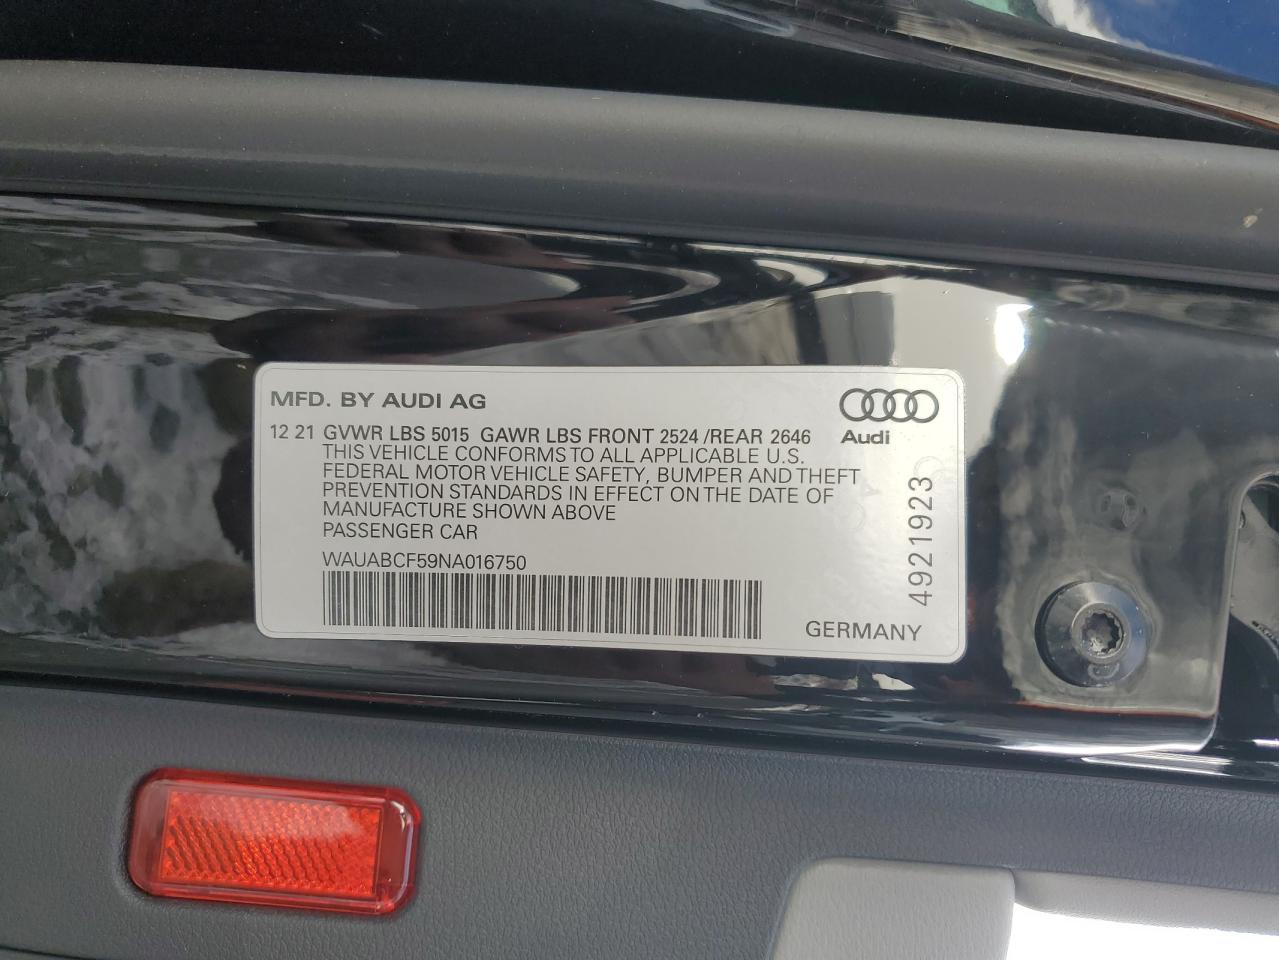 MFD. BY AUDI AG
Audi
12 21 GVWR LBS 5015 GAWR LBS FRONT 2524 /REAR 2646
THIS VEHICLE CONFORMS TO ALL APPLICABLE U.S.
FEDERAL MOTOR VEHICLE SAFETY, BUMPER AND THEFT
PREVENTION STANDARDS IN EFFECT ON THE DATE OF
MANUFACTURE SHOWN ABOVE
PASSENGER CAR
WAUABCF59NA016750
GERMANY
4921923